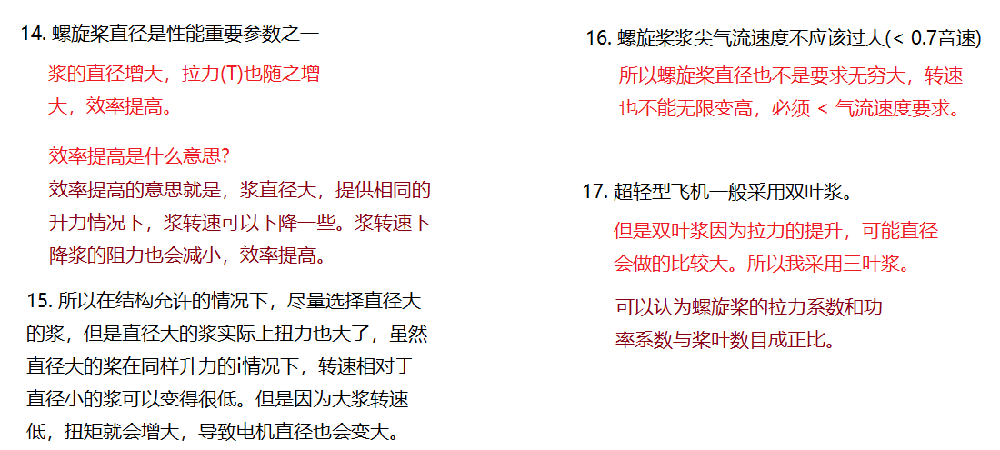 14. 螺旋桨直径是性能重要参数之一
浆的直径增大，拉力(T)也随之增
大，效率提高。
效率提高是什么意思?
效率提高的意思就是，浆直径大，提供相同的
升力情况下，浆转速可以下降一些。浆转速下
降浆的阻力也会减小，效率提高。
15. 所以在结构允许的情况下，尽量选择直径大
的浆，但是直径大的浆实际上扭力也大了，虽然
直径大的桨在同样升力的i情况下，转速相对于
直径小的浆可以变得很低。但是因为大浆转速
低，扭矩就会增大，导致电机直径也会变大。
16. 螺旋桨浆尖气流速度不应该过大(< 0.7音速)
所以螺旋桨直径也不是要求无穷大，转速
也不能无限变高，必须 < 气流速度要求。
17. 超轻型飞机一般采用双叶浆。
但是双叶浆因为拉力的提升，可能直径
会做的比较大。所以我采用三叶浆。
可以认为螺旋桨的拉力系数和功
率系数与桨叶数目成正比。